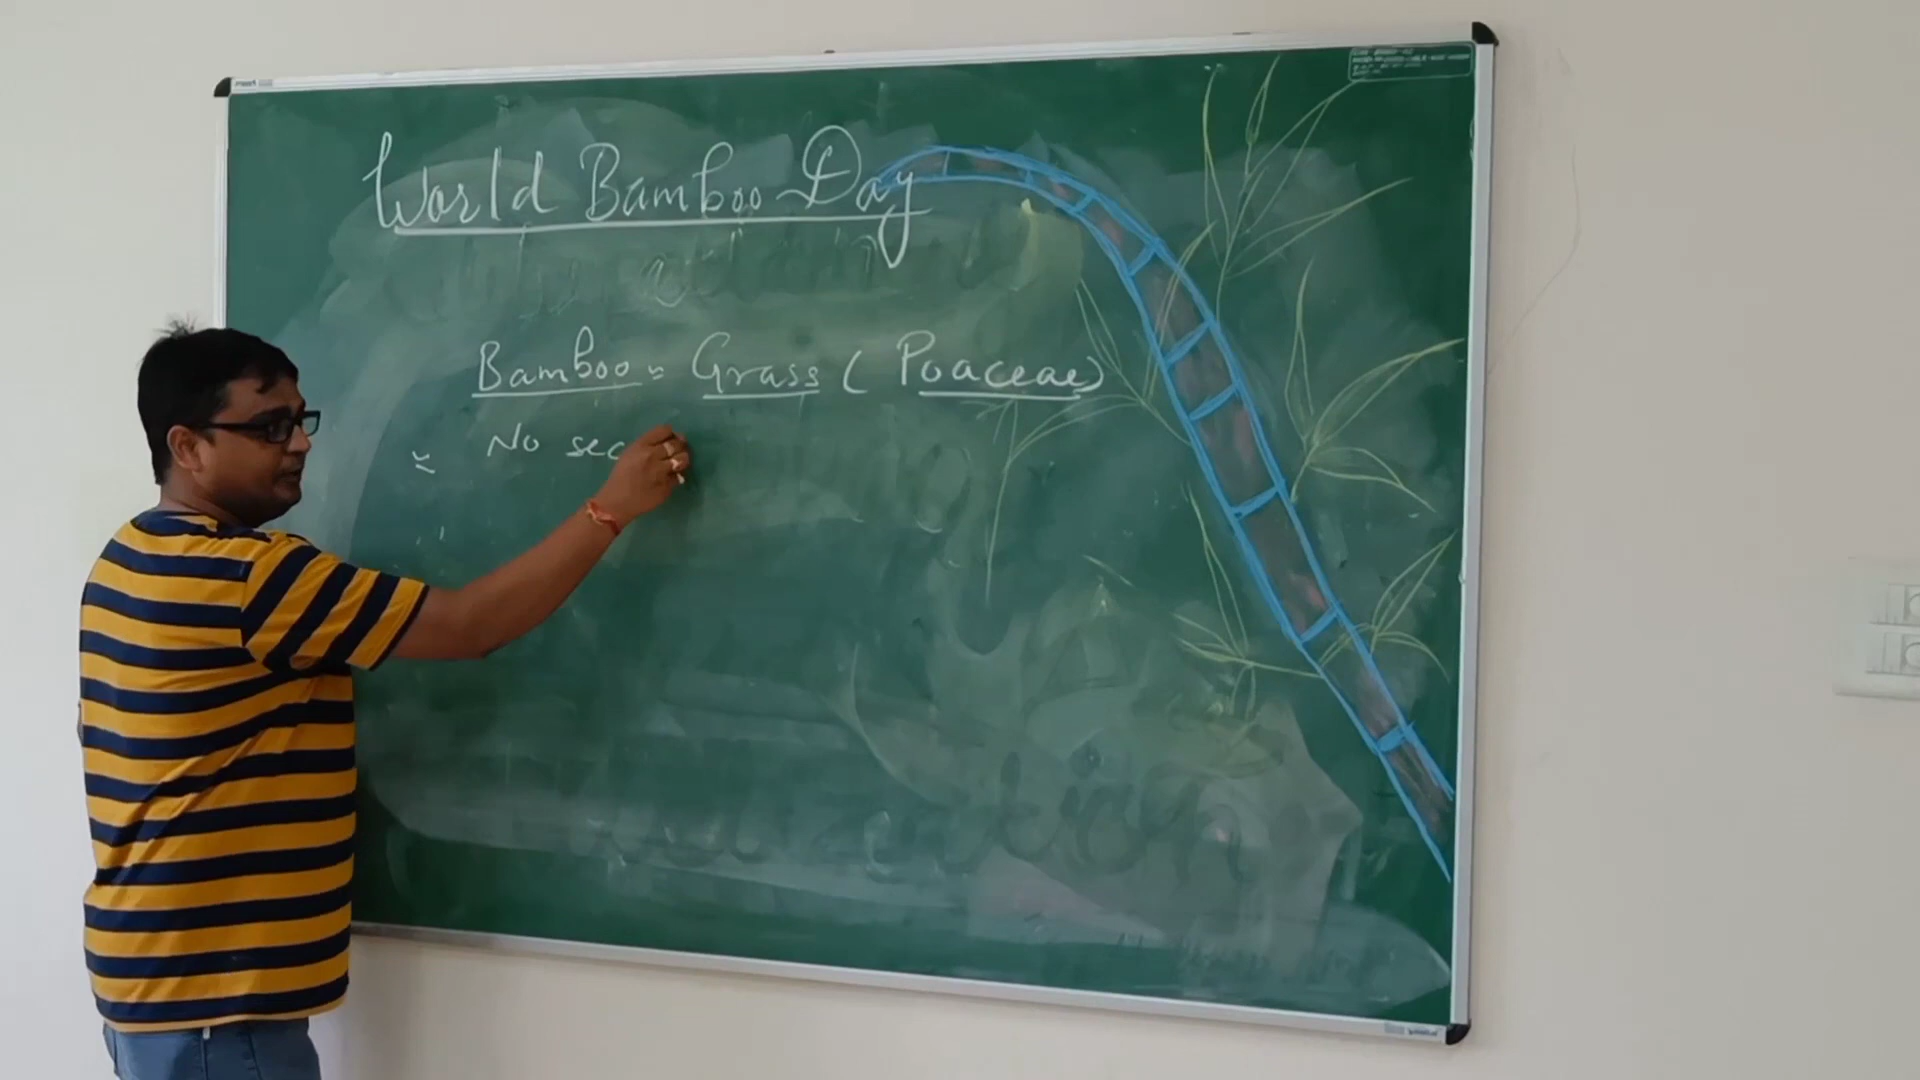 World Bamboo Day
Bamboo = Grass (Poaceae)
= No sec